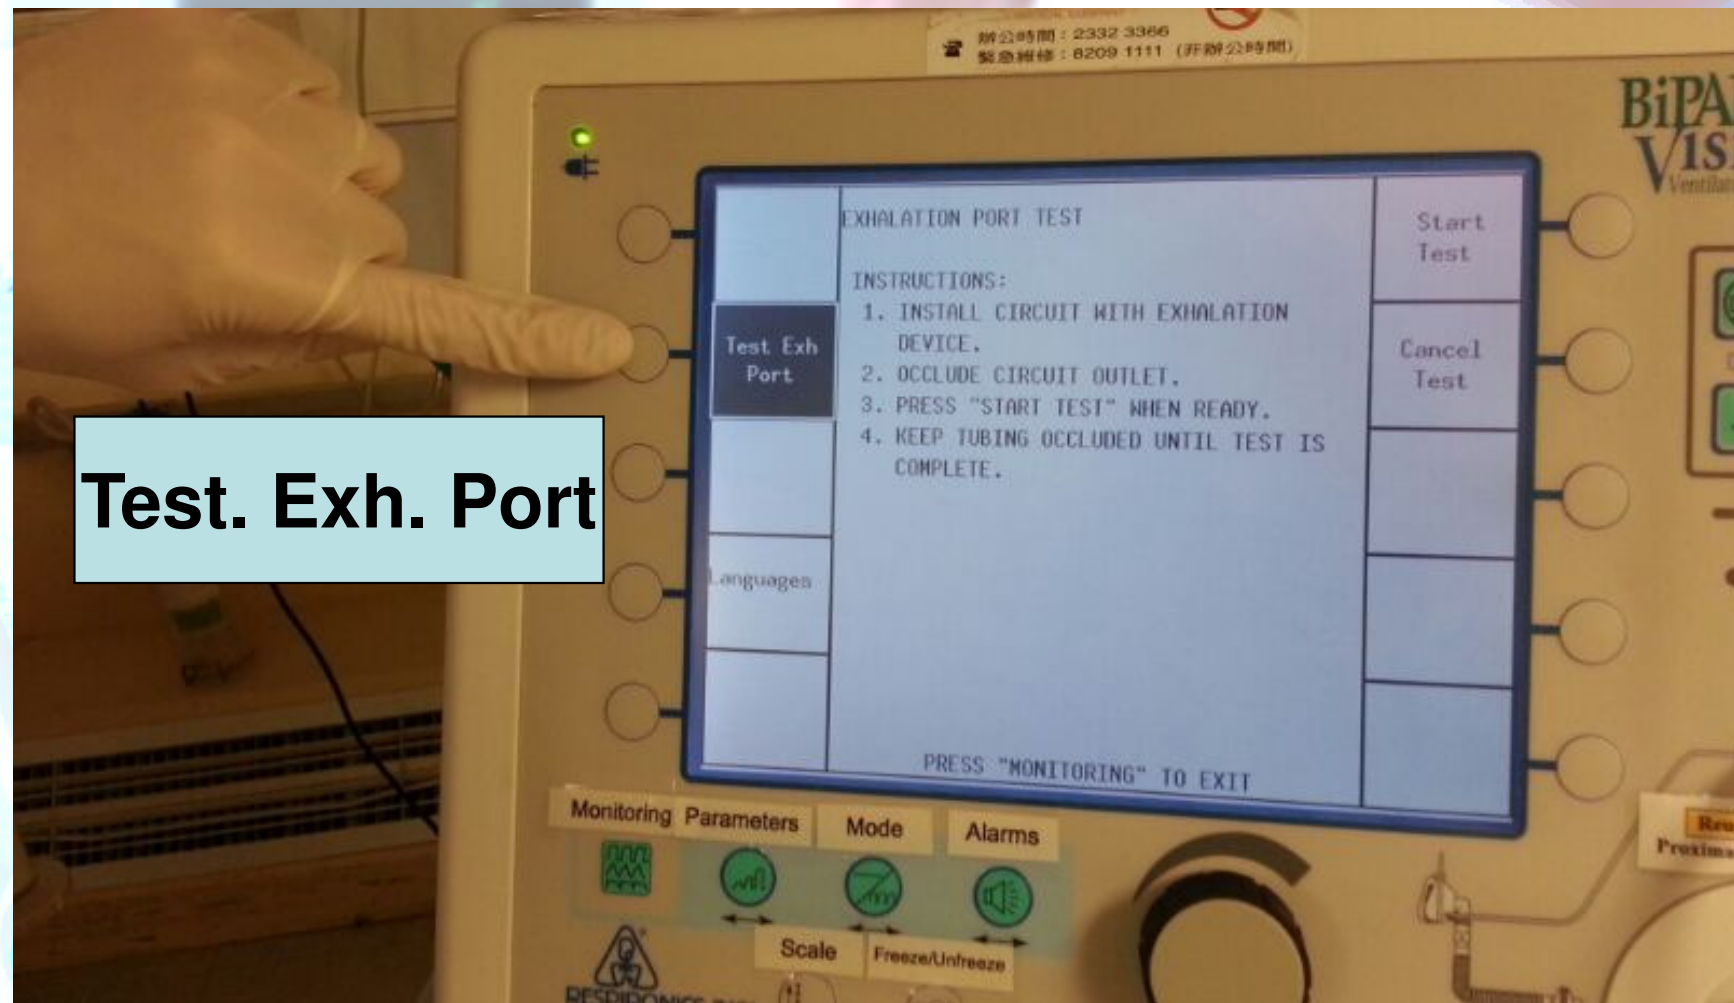 辦公時間：2332 3366
緊急維修：8209 1111 (非辦公時間)
BiPA
Vis
Ventila
EXHALATION PORT TEST
INSTRUCTIONS:
1. INSTALL CIRCUIT WITH EXHALATION
DEVICE.
2. OCCLUDE CIRCUIT OUTLET.
3. PRESS "START TEST" WHEN READY.
4. KEEP TUBING OCCLUDED UNTIL TEST IS
COMPLETE.
PRESS "MONITORING" TO EXIT
Test Exh
Port
Languages
Start
Test
Cancel
Test
Test. Exh. Port
Monitoring
Parameters
Mode
Alarms
Scale
Freeze/Unfreeze
RESPIRONICS
Proxima